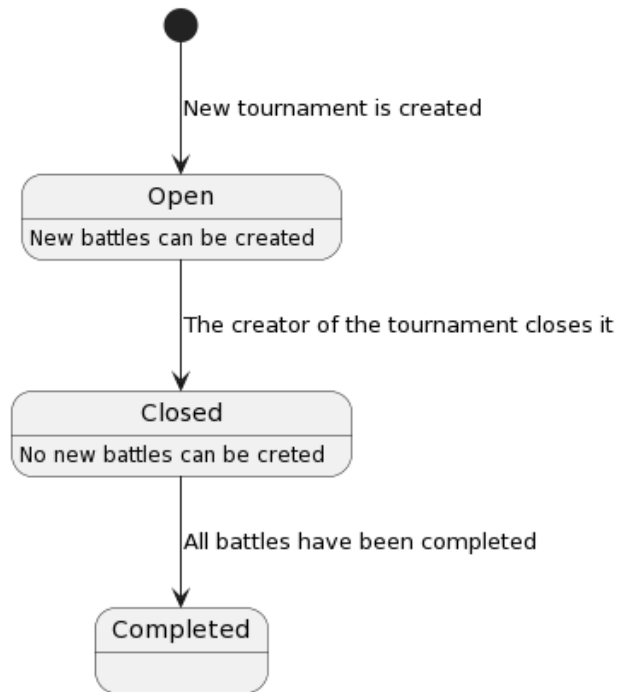 New tournament is created
Open
New battles can be created
The creator of the tournament closes it
Closed
No new battles can be creted
All battles have been completed
Completed